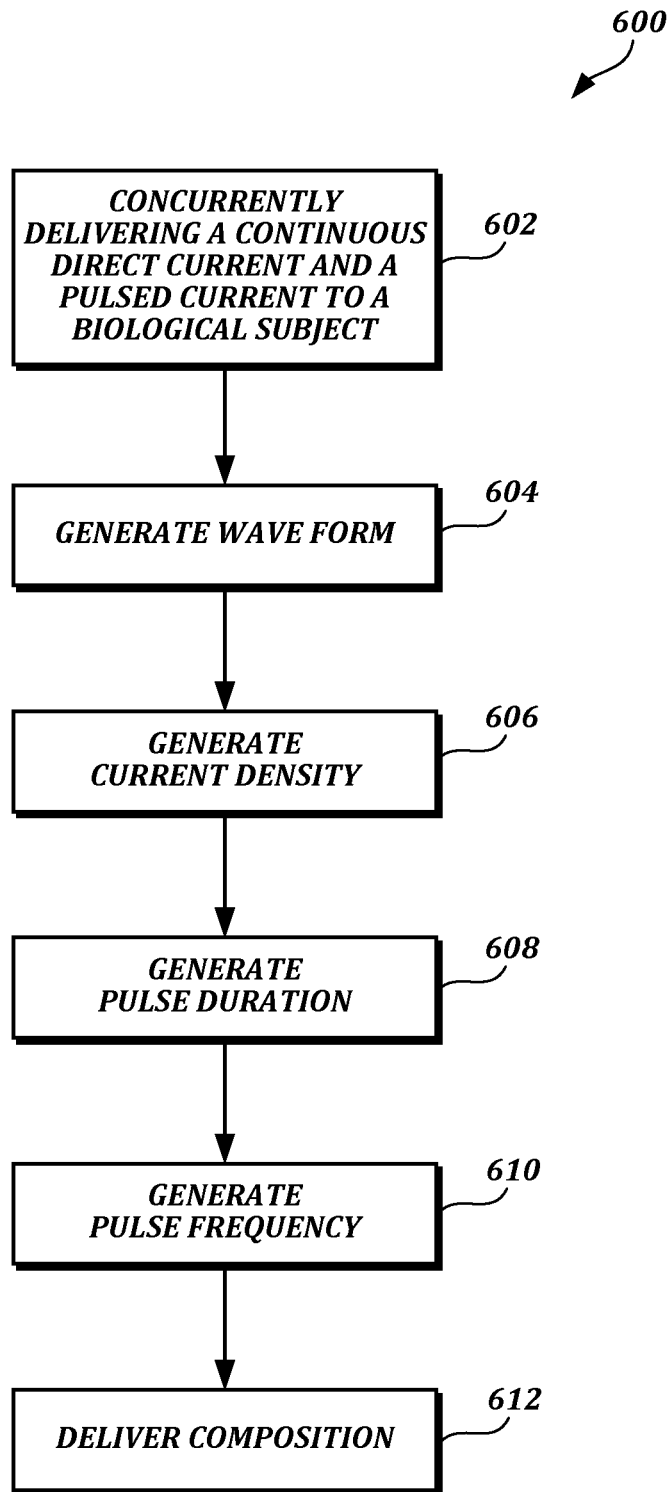 600
CONCURRENTLY
DELIVERING A CONTINUOUS
DIRECT CURRENT AND A
PULSED CURRENT TO A
BIOLOGICAL SUBJECT
602
GENERATE WAVE FORM
604
GENERATE
CURRENT DENSITY
606
GENERATE
PULSE DURATION
608
GENERATE
PULSE FREQUENCY
610
DELIVER COMPOSITION
612